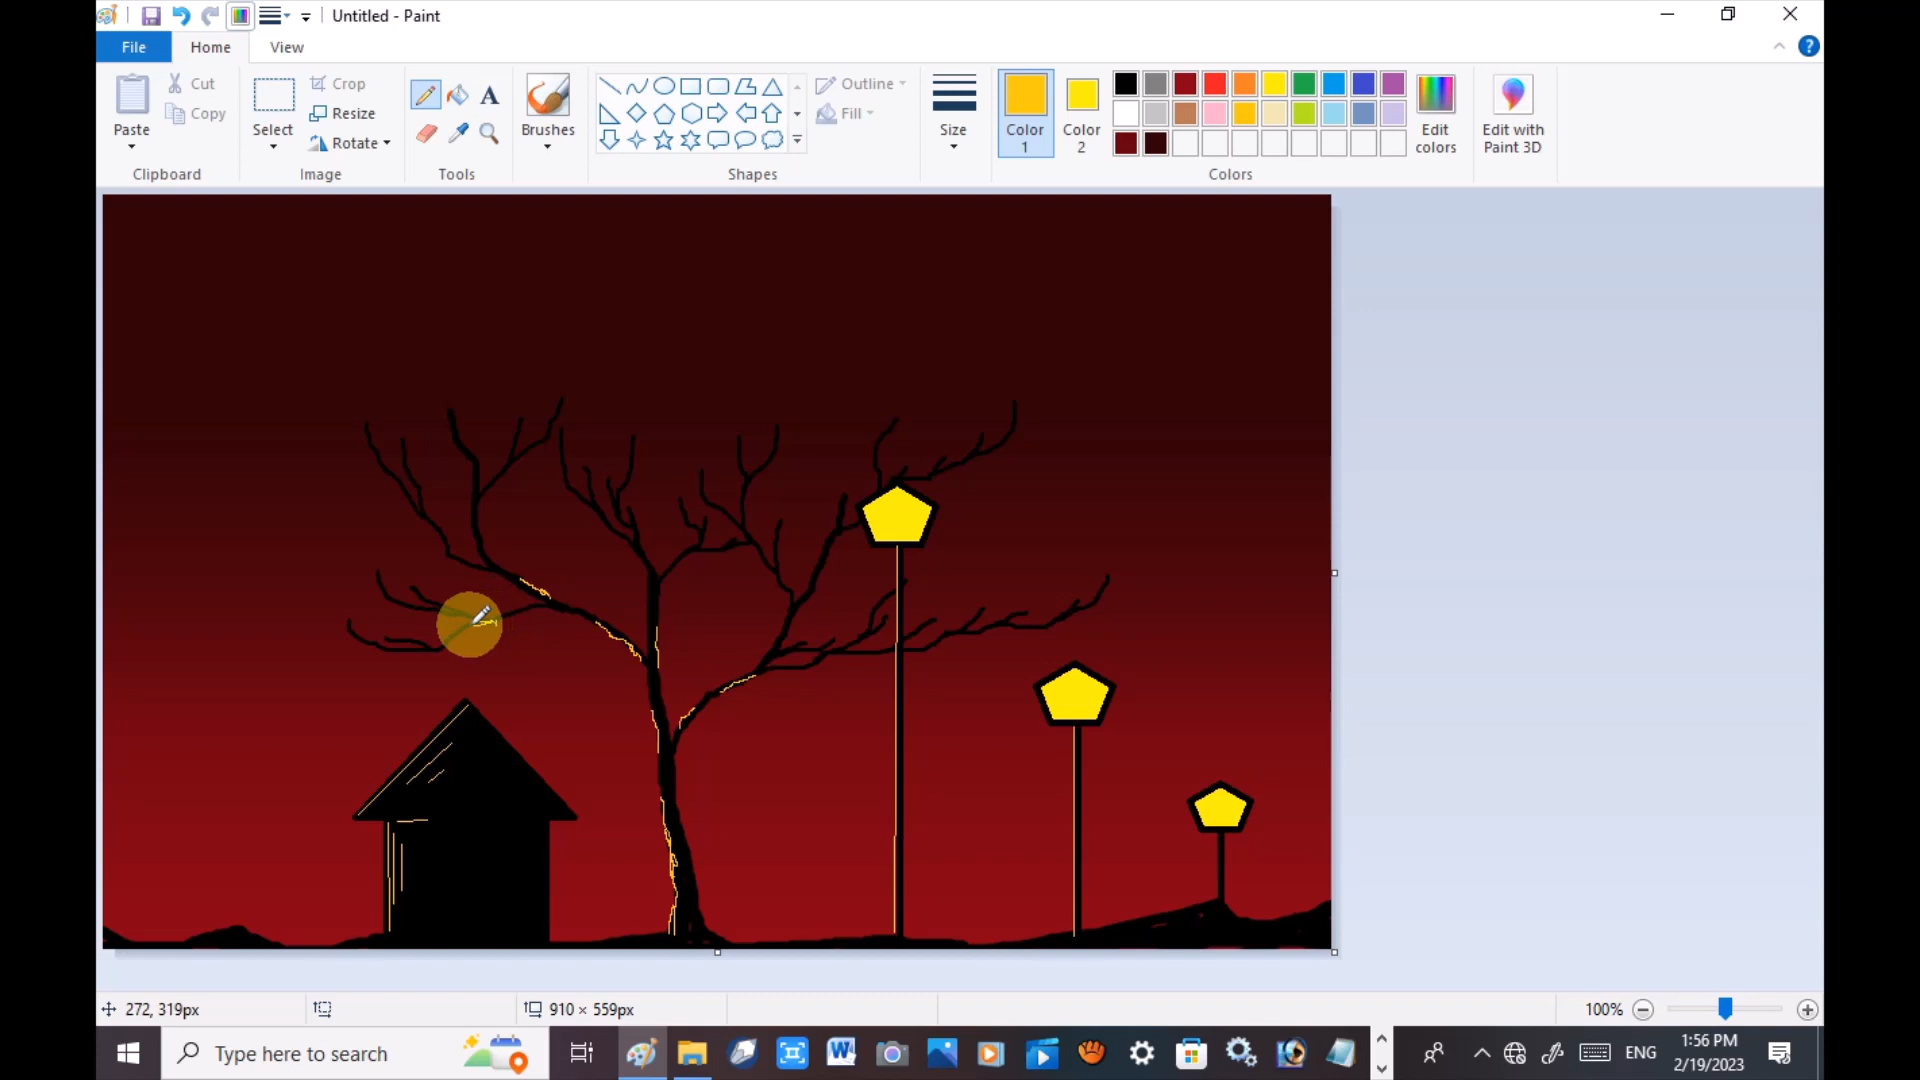 Untitled - Paint
File Home View
Paste
Cut
Copy
Clipboard
Select
Crop
Resize
Rotate
Image
A
Tools
Brushes
Outline
Fill
Shapes
Size
Color 1
Color 2
Edit colors
Colors
Edit with Paint 3D
?
272, 319px
910 × 559px
100%
Type here to search
W
ENG
1:56 PM
2/19/2023